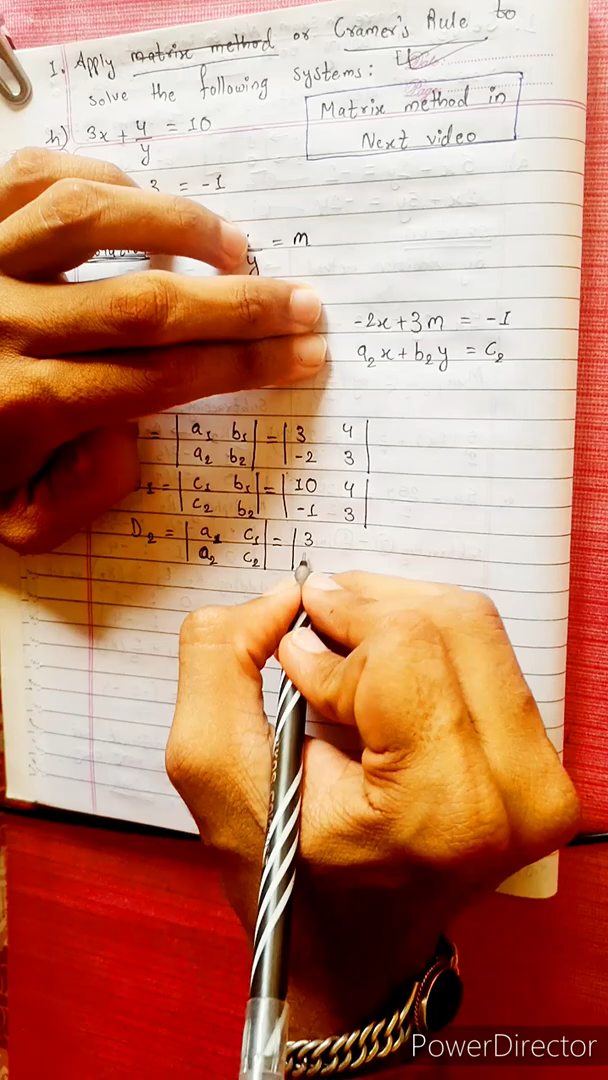 1. Apply matrix method or Cramer's Rule to
solve the following systems:
Matrix method in
Next video
h) 3x + 4/y = 10
3 = -1
/y = m
-2x + 3m = -1
a₂x + b₂y = c₂
= | a₁ b₁ | = | 3 4 |
| a₂ b₂ | | -2 3 |
= | c₁ b₁ | = | 10 4 |
| c₂ b₂ | | -1 3 |
D₂ = | a₁ c₁ | = | 3
| a₂ c₂ | |
PowerDirector